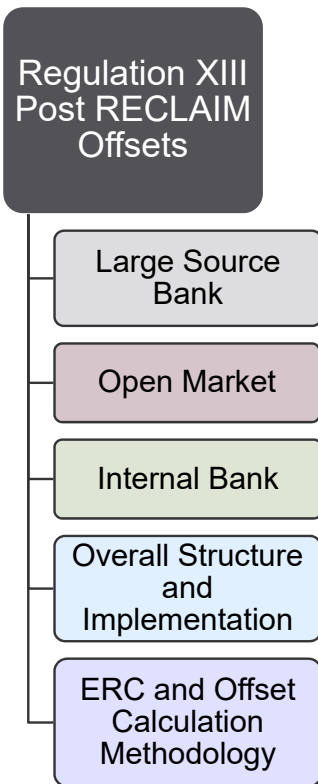 Regulation XIII
Post RECLAIM
Offsets
Large Source
Bank
Open Market
Internal Bank
Overall Structure
and
Implementation
ERC and Offset
Calculation
Methodology